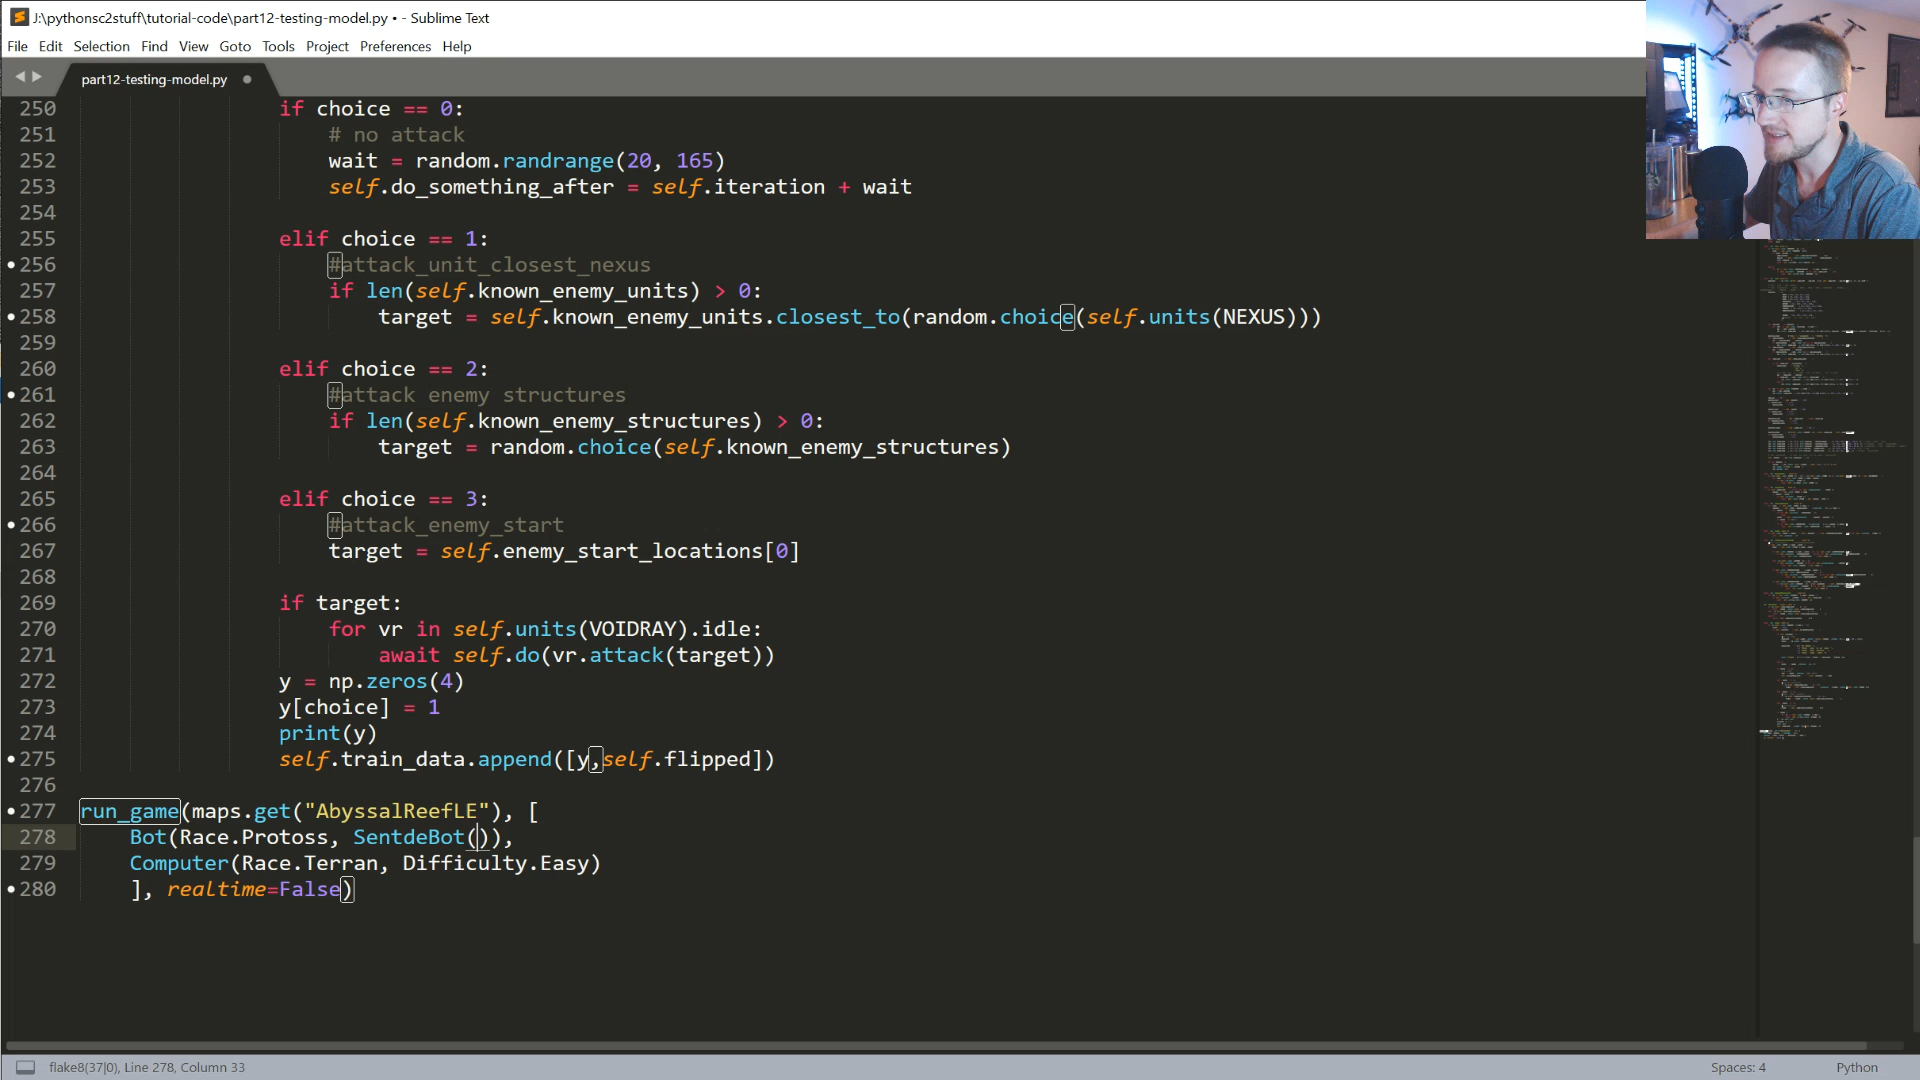 J:\pythonsc2stuff\tutorial-code\part12-testing-model.py • - Sublime Text
File Edit Selection Find View Goto Tools Project Preferences Help
part12-testing-model.py
250 if choice == 0:
251 # no attack
252 wait = random.randrange(20, 165)
253 self.do_something_after = self.iteration + wait
254
255 elif choice == 1:
256 #attack_unit_closest_nexus
257 if len(self.known_enemy_units) > 0:
258 target = self.known_enemy_units.closest_to(random.choice(self.units(NEXUS)))
259
260 elif choice == 2:
261 #attack enemy structures
262 if len(self.known_enemy_structures) > 0:
263 target = random.choice(self.known_enemy_structures)
264
265 elif choice == 3:
266 #attack_enemy_start
267 target = self.enemy_start_locations[0]
268
269 if target:
270 for vr in self.units(VOIDRAY).idle:
271 await self.do(vr.attack(target))
272 y = np.zeros(4)
273 y[choice] = 1
274 print(y)
275 self.train_data.append([y,self.flipped])
276
277 run_game(maps.get("AbyssalReefLE"), [
278 Bot(Race.Protoss, SentdeBot()),
279 Computer(Race.Terran, Difficulty.Easy)
280 ], realtime=False)
flake8(37|0), Line 278, Column 33
Spaces: 4
Python